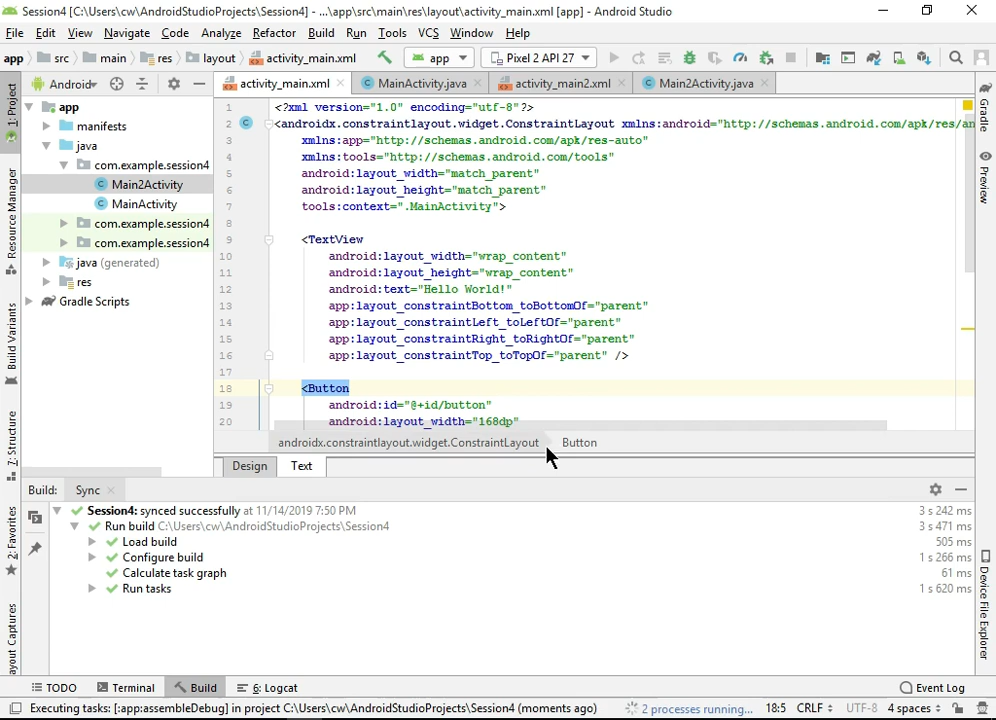 Session4 [C:\Users\cw\AndroidStudioProjects\Session4] - ...\app\src\main\res\layout\activity_main.xml [app] - Android Studio
File Edit View Navigate Code Analyze Refactor Build Run Tools VCS Window Help
app src main res layout activity_main.xml app Pixel 2 API 27
1: Project
Resource Manager
Build Variants
7: Structure
2: Favorites
ayout Captures
Android
app
manifests
java
com.example.session4
Main2Activity
MainActivity
com.example.session4
com.example.session4
java (generated)
res
Gradle Scripts
activity_main.xml MainActivity.java activity_main2.xml Main2Activity.java
1 <?xml version="1.0" encoding="utf-8"?>
2 <androidx.constraintlayout.widget.ConstraintLayout xmlns:android="http://schemas.android.com/apk/res/an
3 xmlns:app="http://schemas.android.com/apk/res-auto"
4 xmlns:tools="http://schemas.android.com/tools"
5 android:layout_width="match_parent"
6 android:layout_height="match_parent"
7 tools:context=".MainActivity">
8
9 <TextView
10 android:layout_width="wrap_content"
11 android:layout_height="wrap_content"
12 android:text="Hello World!"
13 app:layout_constraintBottom_toBottomOf="parent"
14 app:layout_constraintLeft_toLeftOf="parent"
15 app:layout_constraintRight_toRightOf="parent"
16 app:layout_constraintTop_toTopOf="parent" />
17
18 <Button
19 android:id="@+id/button"
20 android:layout_width="168dp"
androidx.constraintlayout.widget.ConstraintLayout Button
Design Text
Gradle
Preview
Device File Explorer
Build: Sync
Session4: synced successfully at 11/14/2019 7:50 PM 3 s 242 ms
Run build C:\Users\cw\AndroidStudioProjects\Session4 3 s 471 ms
Load build 505 ms
Configure build 1 s 266 ms
Calculate task graph 61 ms
Run tasks 1 s 620 ms
TODO Terminal Build 6: Logcat Event Log
Executing tasks: [:app:assembleDebug] in project C:\Users\cw\AndroidStudioProjects\Session4 (moments ago) 2 processes running... 18:5 CRLF UTF-8 4 spaces